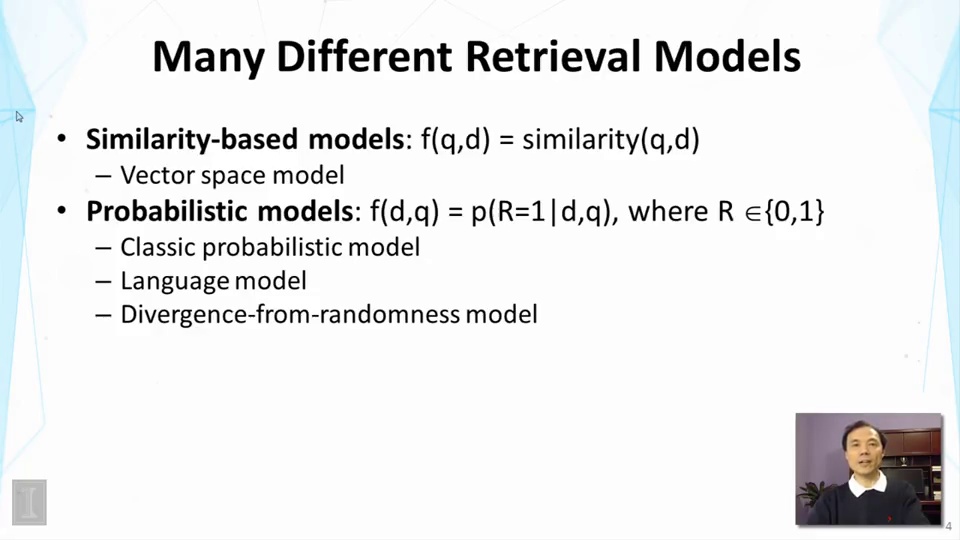 Many Different Retrieval Models
• Similarity-based models: f(q,d) = similarity(q,d)
– Vector space model
• Probabilistic models: f(d,q) = p(R=1|d,q), where R ∈{0,1}
– Classic probabilistic model
– Language model
– Divergence-from-randomness model
I
4